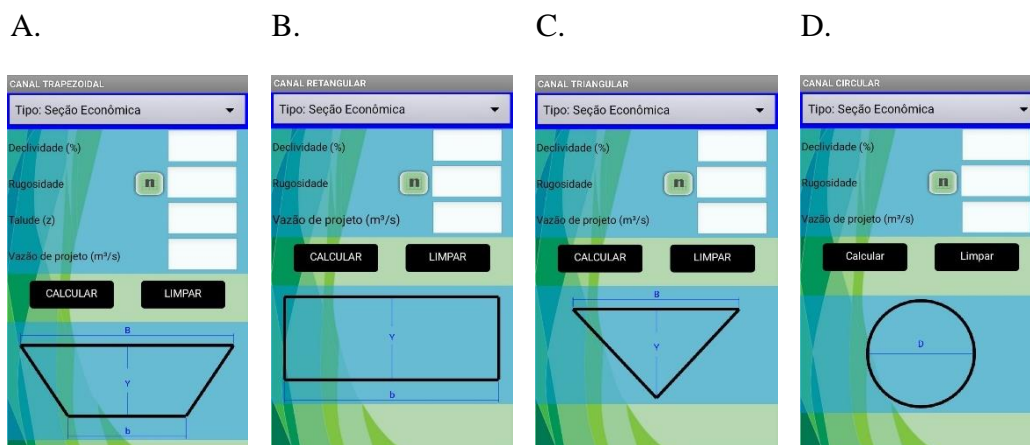 A.
B.
C.
D.
CANAL TRAPEZOIDAL
Tipo: Seção Econômica
Declividade (%)
Rugosidade
n
Talude (z)
Vazão de projeto (m³/s)
CALCULAR LIMPAR
B
Y
b
CANAL RETANGULAR
Tipo: Seção Econômica
Declividade (%)
Rugosidade
n
Vazão de projeto (m³/s)
CALCULAR LIMPAR
Y
b
CANAL TRIANGULAR
Tipo: Seção Econômica
Declividade (%)
Rugosidade
n
Vazão de projeto (m³/s)
CALCULAR LIMPAR
B
Y
CANAL CIRCULAR
Tipo: Seção Econômica
Declividade (%)
Rugosidade
n
Vazão de projeto (m³/s)
Calcular Limpar
D